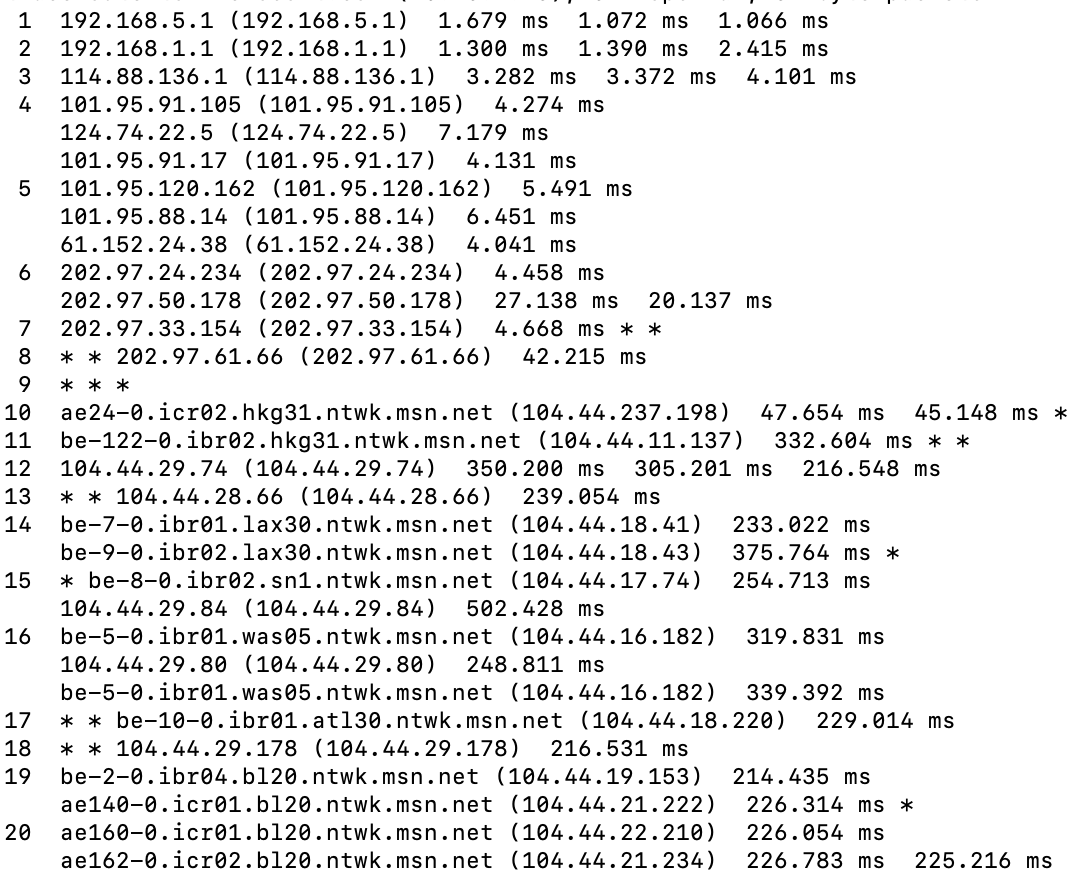 1 192.168.5.1 (192.168.5.1) 1.679 ms 1.072 ms 1.066 ms
2 192.168.1.1 (192.168.1.1) 1.300 ms 1.390 ms 2.415 ms
3 114.88.136.1 (114.88.136.1) 3.282 ms 3.372 ms 4.101 ms
4 101.95.91.105 (101.95.91.105) 4.274 ms
124.74.22.5 (124.74.22.5) 7.179 ms
101.95.91.17 (101.95.91.17) 4.131 ms
5 101.95.120.162 (101.95.120.162) 5.491 ms
101.95.88.14 (101.95.88.14) 6.451 ms
61.152.24.38 (61.152.24.38) 4.041 ms
6 202.97.24.234 (202.97.24.234) 4.458 ms
202.97.50.178 (202.97.50.178) 27.138 ms 20.137 ms
7 202.97.33.154 (202.97.33.154) 4.668 ms * *
8 * * 202.97.61.66 (202.97.61.66) 42.215 ms
9 * * *
10 ae24-0.icr02.hkg31.ntwk.msn.net (104.44.237.198) 47.654 ms 45.148 ms *
11 be-122-0.ibr02.hkg31.ntwk.msn.net (104.44.11.137) 332.604 ms * *
12 104.44.29.74 (104.44.29.74) 350.200 ms 305.201 ms 216.548 ms
13 * * 104.44.28.66 (104.44.28.66) 239.054 ms
14 be-7-0.ibr01.lax30.ntwk.msn.net (104.44.18.41) 233.022 ms
be-9-0.ibr02.lax30.ntwk.msn.net (104.44.18.43) 375.764 ms *
15 * be-8-0.ibr02.sn1.ntwk.msn.net (104.44.17.74) 254.713 ms
104.44.29.84 (104.44.29.84) 502.428 ms
16 be-5-0.ibr01.was05.ntwk.msn.net (104.44.16.182) 319.831 ms
104.44.29.80 (104.44.29.80) 248.811 ms
be-5-0.ibr01.was05.ntwk.msn.net (104.44.16.182) 339.392 ms
17 * * be-10-0.ibr01.atl30.ntwk.msn.net (104.44.18.220) 229.014 ms
18 * * 104.44.29.178 (104.44.29.178) 216.531 ms
19 be-2-0.ibr04.bl20.ntwk.msn.net (104.44.19.153) 214.435 ms
ae140-0.icr01.bl20.ntwk.msn.net (104.44.21.222) 226.314 ms *
20 ae160-0.icr01.bl20.ntwk.msn.net (104.44.22.210) 226.054 ms
ae162-0.icr02.bl20.ntwk.msn.net (104.44.21.234) 226.783 ms 225.216 ms